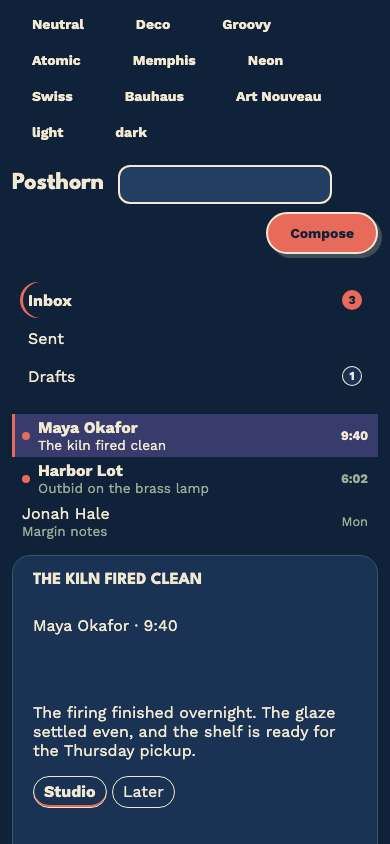 Neutral Deco Groovy
Atomic Memphis Neon
Swiss Bauhaus Art Nouveau
light dark
Posthorn
Compose
Inbox 3
Sent
Drafts 1
Maya Okafor 9:40
The kiln fired clean
Harbor Lot 6:02
Outbid on the brass lamp
Jonah Hale Mon
Margin notes
THE KILN FIRED CLEAN
Maya Okafor · 9:40
The firing finished overnight. The glaze
settled even, and the shelf is ready for
the Thursday pickup.
Studio Later